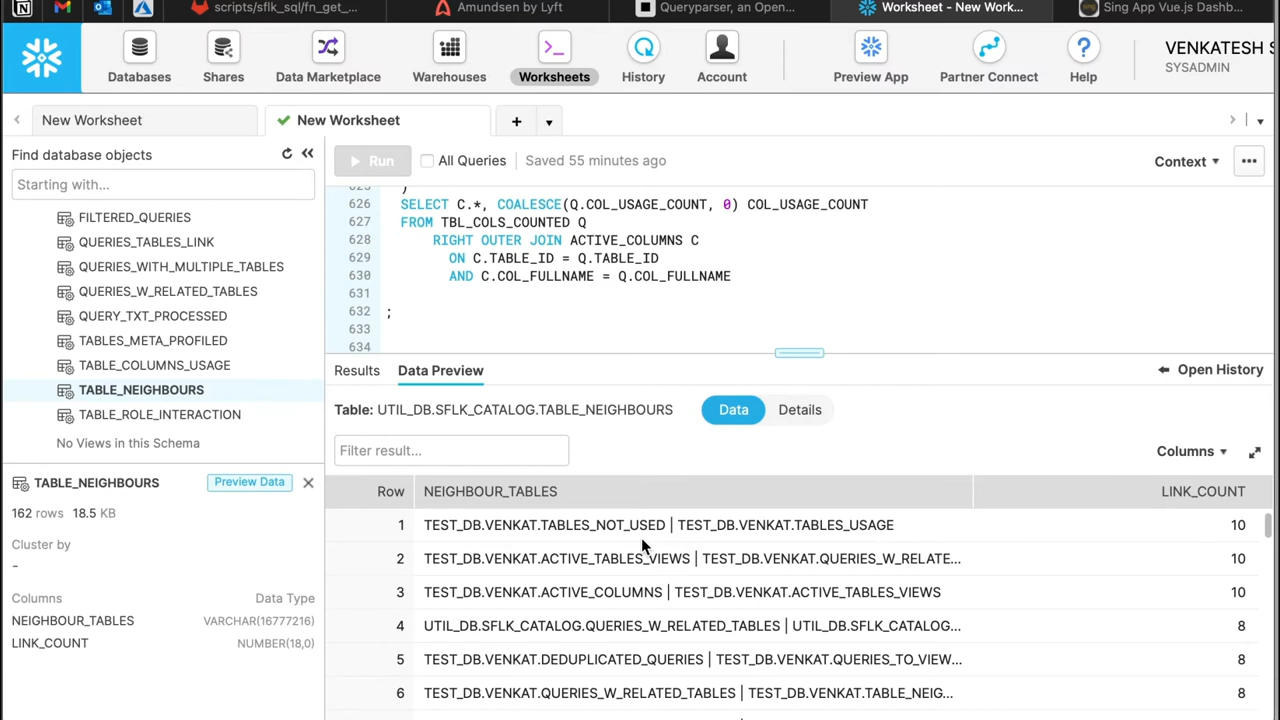 scripts/sflk_sql/fn_get_...
Amundsen by Lyft
Queryparser, an Open...
Worksheet - New Work...
Sing App Vue.js Dashb...
Databases
Shares
Data Marketplace
Warehouses
Worksheets
History
Account
Preview App
Partner Connect
Help
VENKATESH S
SYSADMIN
New Worksheet
New Worksheet
Find database objects
Starting with...
FILTERED_QUERIES
QUERIES_TABLES_LINK
QUERIES_WITH_MULTIPLE_TABLES
QUERIES_W_RELATED_TABLES
QUERY_TXT_PROCESSED
TABLES_META_PROFILED
TABLE_COLUMNS_USAGE
TABLE_NEIGHBOURS
TABLE_ROLE_INTERACTION
No Views in this Schema
TABLE_NEIGHBOURS Preview Data
162 rows 18.5 KB
Cluster by
-
Columns Data Type
NEIGHBOUR_TABLES VARCHAR(16777216)
LINK_COUNT NUMBER(18,0)
Run All Queries Saved 55 minutes ago Context
625 )
626 SELECT C.*, COALESCE(Q.COL_USAGE_COUNT, 0) COL_USAGE_COUNT
627 FROM TBL_COLS_COUNTED Q
628 RIGHT OUTER JOIN ACTIVE_COLUMNS C
629 ON C.TABLE_ID = Q.TABLE_ID
630 AND C.COL_FULLNAME = Q.COL_FULLNAME
631
632 ;
633
634
Results Data Preview Open History
Table: UTIL_DB.SFLK_CATALOG.TABLE_NEIGHBOURS Data Details
Filter result... Columns
Row NEIGHBOUR_TABLES LINK_COUNT
1 TEST_DB.VENKAT.TABLES_NOT_USED | TEST_DB.VENKAT.TABLES_USAGE 10
2 TEST_DB.VENKAT.ACTIVE_TABLES_VIEWS | TEST_DB.VENKAT.QUERIES_W_RELATE... 10
3 TEST_DB.VENKAT.ACTIVE_COLUMNS | TEST_DB.VENKAT.ACTIVE_TABLES_VIEWS 10
4 UTIL_DB.SFLK_CATALOG.QUERIES_W_RELATED_TABLES | UTIL_DB.SFLK_CATALOG... 8
5 TEST_DB.VENKAT.DEDUPLICATED_QUERIES | TEST_DB.VENKAT.QUERIES_TO_VIEW... 8
6 TEST_DB.VENKAT.QUERIES_W_RELATED_TABLES | TEST_DB.VENKAT.TABLE_NEIG... 8